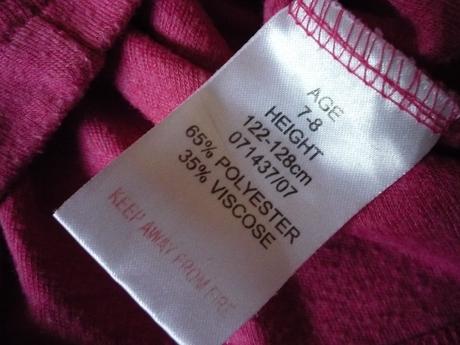 AGE
7-8
HEIGHT
122-128cm
071437/07
65% POLYESTER
35% VISCOSE
KEEP AWAY FROM FIRE